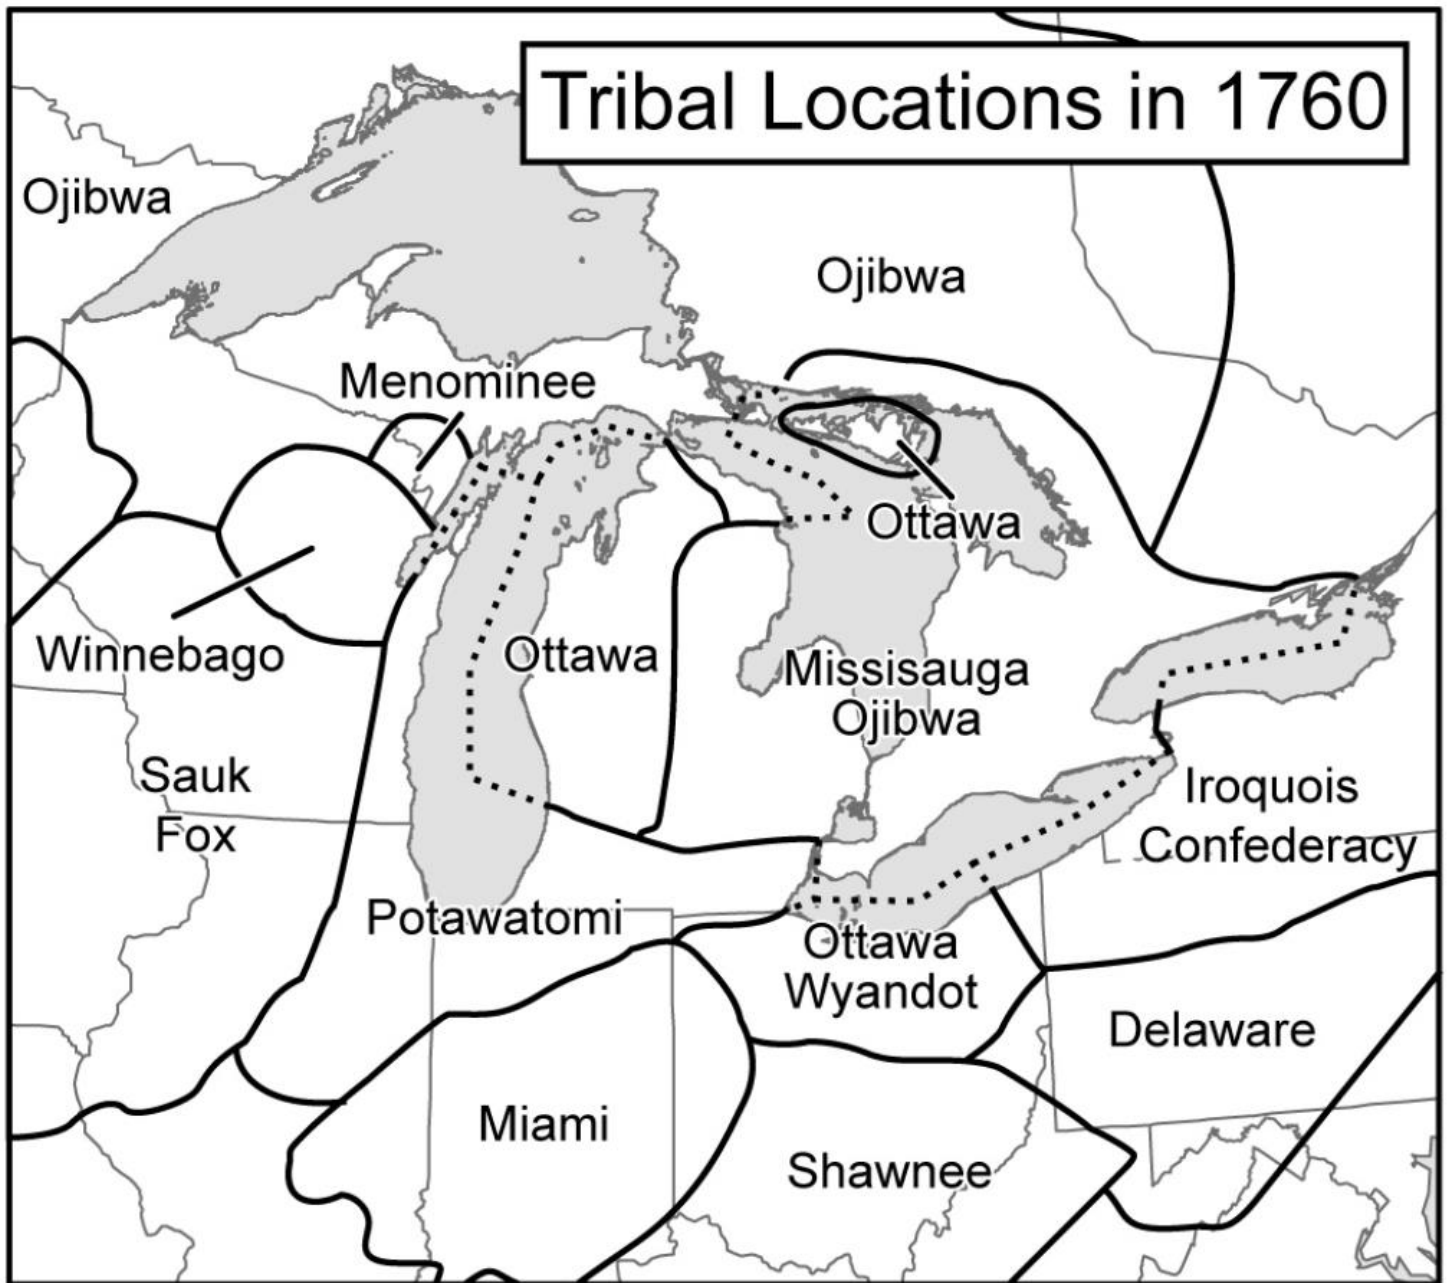 Tribal Locations in 1760
Ojibwa
Ojibwa
Menominee
Ottawa
Winnebago
Ottawa
Missisauga
Ojibwa
Sauk
Fox
Iroquois
Confederacy
Potawatomi
Ottawa
Wyandot
Delaware
Miami
Shawnee